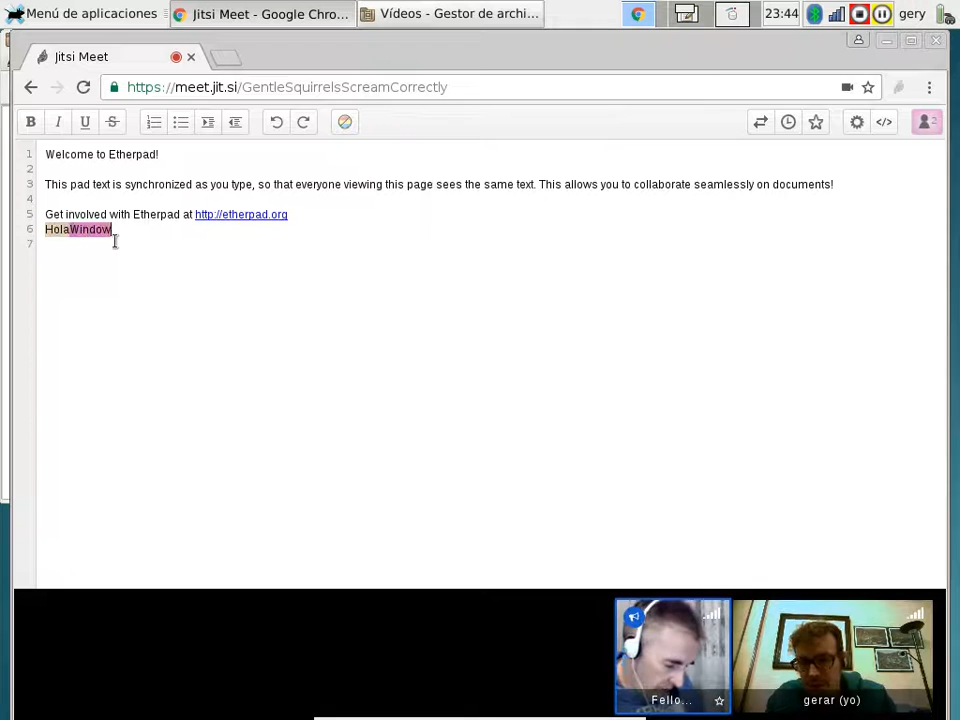 Menú de aplicaciones
Jitsi Meet - Google Chro...
Vídeos - Gestor de archi...
23:44
gery
Jitsi Meet
https://meet.jit.si/GentleSquirrelsScreamCorrectly
2
1 Welcome to Etherpad!
2
3 This pad text is synchronized as you type, so that everyone viewing this page sees the same text. This allows you to collaborate seamlessly on documents!
4
5 Get involved with Etherpad at http://etherpad.org
6 HolaWindow
7
Fello...
gerar (yo)